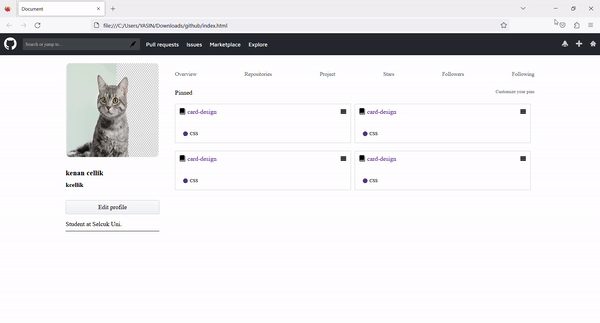 Document
file:///C:/Users/YASIN/Downloads/github/index.html
Search or jump to...
Pull requests Issues Marketplace Explore
Overview Repositories Project Stars Followers Following
Pinned Customize your pins
card-design card-design
css css
card-design card-design
css css
kenan cellik
kcellik
Edit profile
Student at Selcuk Uni.